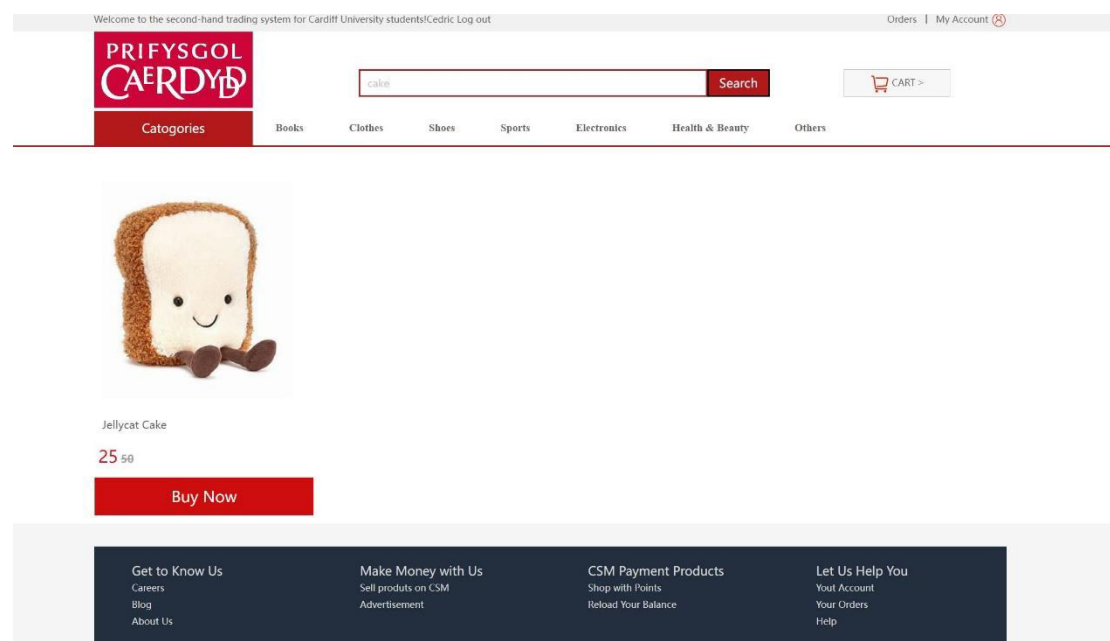 Welcome to the second-hand trading system for Cardiff University students!Cedric Log out
Orders | My Account
PRIFYSGOL
CAERDYD
cake
Search
CART >
Catogories
Books
Clothes
Shoes
Sports
Electronics
Health & Beauty
Others
Jellycat Cake
25 50
Buy Now
Get to Know Us
Careers
Blog
About Us
Make Money with Us
Sell produts on CSM
Advertisement
CSM Payment Products
Shop with Points
Reload Your Balance
Let Us Help You
Yout Account
Your Orders
Help